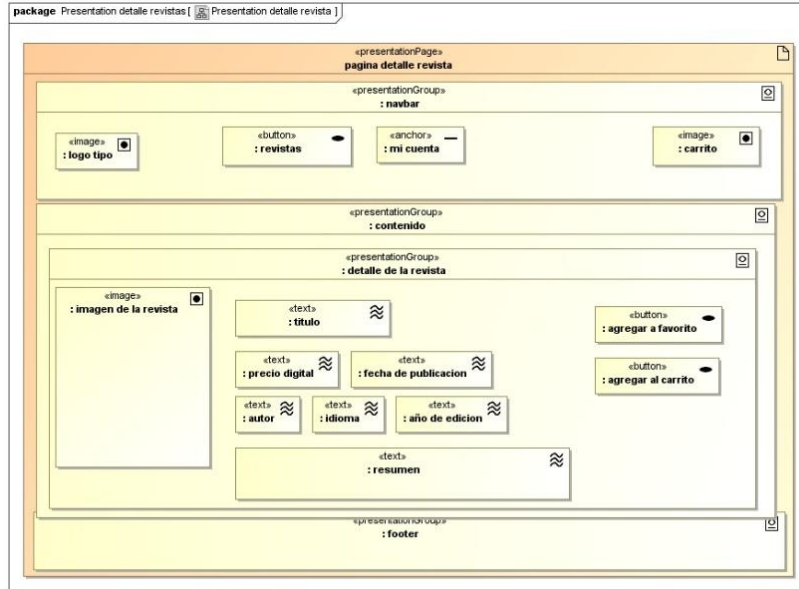 package Presentation detalle revistas [ Presentation detalle revista ]
«presentationPage»
pagina detalle revista
«presentationGroup»
: navbar
«image»
: logo tipo
«button»
: revistas
«anchor»
: mi cuenta
«image»
: carrito
«presentationGroup»
: contenido
«presentationGroup»
: detalle de la revista
«image»
: imagen de la revista
«text»
: titulo
«button»
: agregar a favorito
«text»
: precio digital
«text»
: fecha de publicacion
«button»
: agregar al carrito
«text»
: autor
«text»
: idioma
«text»
: año de edicion
«text»
: resumen
«presentationGroup»
: footer